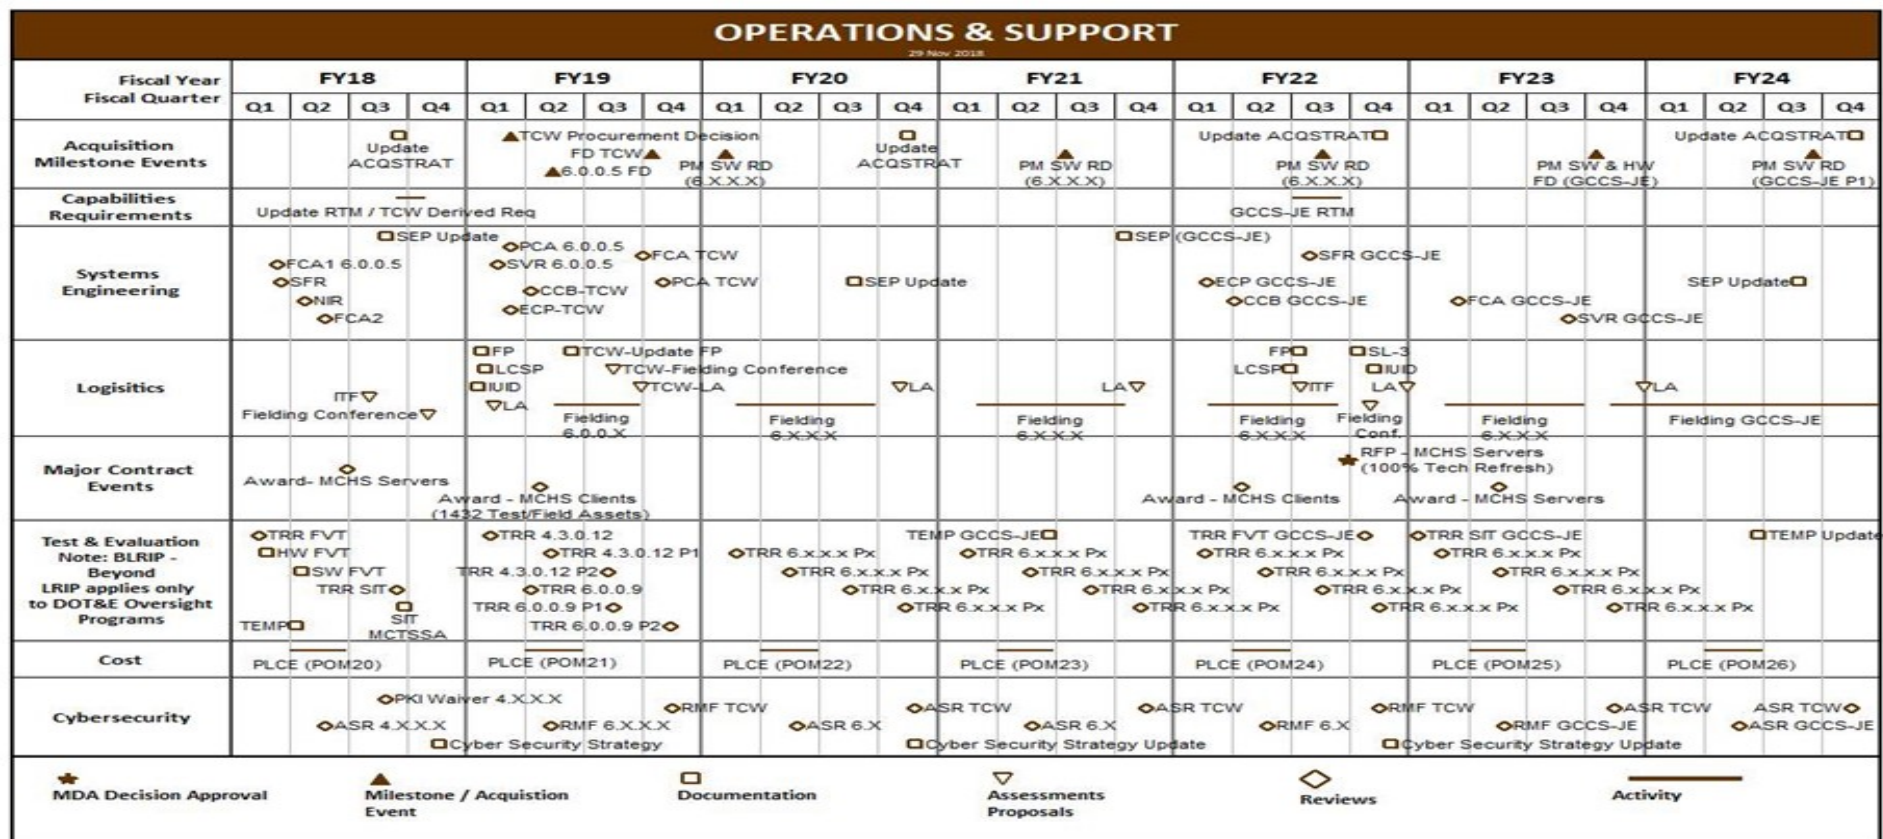 OPERATIONS & SUPPORT
29 Nov 2018
Fiscal Year FY18 FY19 FY20 FY21 FY22 FY23 FY24
Fiscal Quarter Q1 Q2 Q3 Q4 Q1 Q2 Q3 Q4 Q1 Q2 Q3 Q4 Q1 Q2 Q3 Q4 Q1 Q2 Q3 Q4 Q1 Q2 Q3 Q4 Q1 Q2 Q3 Q4
Acquisition
Milestone Events
Update
ACQSTRAT
TCW Procurement Decision
FD TCW
6.0.0.5 FD
PM SW RD
(6.X.X.X)
Update
ACQSTRAT
PM SW RD
(6.X.X.X)
Update ACQSTRAT
PM SW RD
(6.X.X.X)
PM SW & HW
FD (GCCS-JE)
Update ACQSTRAT
PM SW RD
(GCCS-JE P1)
Capabilities
Requirements
Update RTM / TCW Derived Req
GCCS-JE RTM
Systems
Engineering
SEP Update
FCA1 6.0.0.5
SFR
NIR
FCA2
PCA 6.0.0.5
SVR 6.0.0.5
CCB-TCW
ECP-TCW
FCA TCW
PCA TCW
SEP Update
SEP (GCCS-JE)
ECP GCCS-JE
CCB GCCS-JE
SFR GCCS-JE
FCA GCCS-JE
SVR GCCS-JE
SEP Update
Logisitics
ITF
Fielding Conference
FP
LCSP
IUID
LA
TCW-Update FP
TCW-Fielding Conference
TCW-LA
Fielding
6.0.0.X
Fielding
6.X.X.X
LA
Fielding
6.X.X.X
LA
FP
LCSP
ITF
Fielding
6.X.X.X
SL-3
IUID
LA
Fielding
Conf.
Fielding
6.X.X.X
LA
Fielding GCCS-JE
Major Contract
Events
Award- MCHS Servers
Award - MCHS Clients
(1432 Test/Field Assets)
Award - MCHS Clients
RFP - MCHS Servers
(100% Tech Refresh)
Award - MCHS Servers
Test & Evaluation
Note: BLRIP -
Beyond
LRIP applies only
to DOT&E Oversight
Programs
TRR FVT
HW FVT
SW FVT
TRR SIT
SIT
MCTSSA
TEMP
TRR 4.3.0.12
TRR 4.3.0.12 P1
TRR 4.3.0.12 P2
TRR 6.0.0.9
TRR 6.0.0.9 P1
TRR 6.0.0.9 P2
TRR 6.x.x.x Px
TRR 6.x.x.x Px
TRR 6.x.x.x Px
TRR 6.x.x.x Px
TEMP GCCS-JE
TRR 6.x.x.x Px
TRR 6.x.x.x Px
TRR 6.x.x.x Px
TRR 6.x.x.x Px
TRR FVT GCCS-JE
TRR 6.x.x.x Px
TRR 6.x.x.x Px
TRR 6.x.x.x Px
TRR 6.x.x.x Px
TRR SIT GCCS-JE
TRR 6.x.x.x Px
TRR 6.x.x.x Px
TRR 6.x.x.x Px
TRR 6.x.x.x Px
TEMP Update
Cost
PLCE (POM20)
PLCE (POM21)
PLCE (POM22)
PLCE (POM23)
PLCE (POM24)
PLCE (POM25)
PLCE (POM26)
Cybersecurity
PKI Waiver 4.X.X.X
ASR 4.X.X.X
Cyber Security Strategy
RMF TCW
RMF 6.X.X.X
ASR 6.X
ASR TCW
ASR 6.X
Cyber Security Strategy Update
ASR TCW
RMF 6.X
RMF TCW
RMF GCCS-JE
Cyber Security Strategy Update
ASR TCW
ASR TCW
ASR GCCS-JE
MDA Decision Approval
Milestone / Acquistion
Event
Documentation
Assessments
Proposals
Reviews
Activity